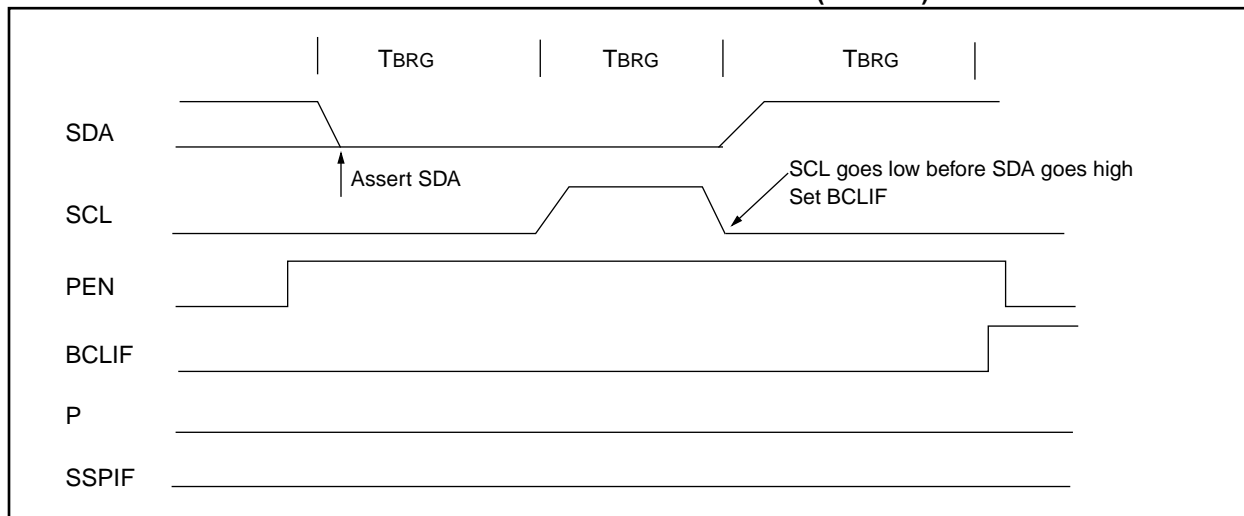 TBRG TBRG TBRG
SDA
Assert SDA
SCL goes low before SDA goes high
Set BCLIF
SCL
PEN
BCLIF
P
SSPIF